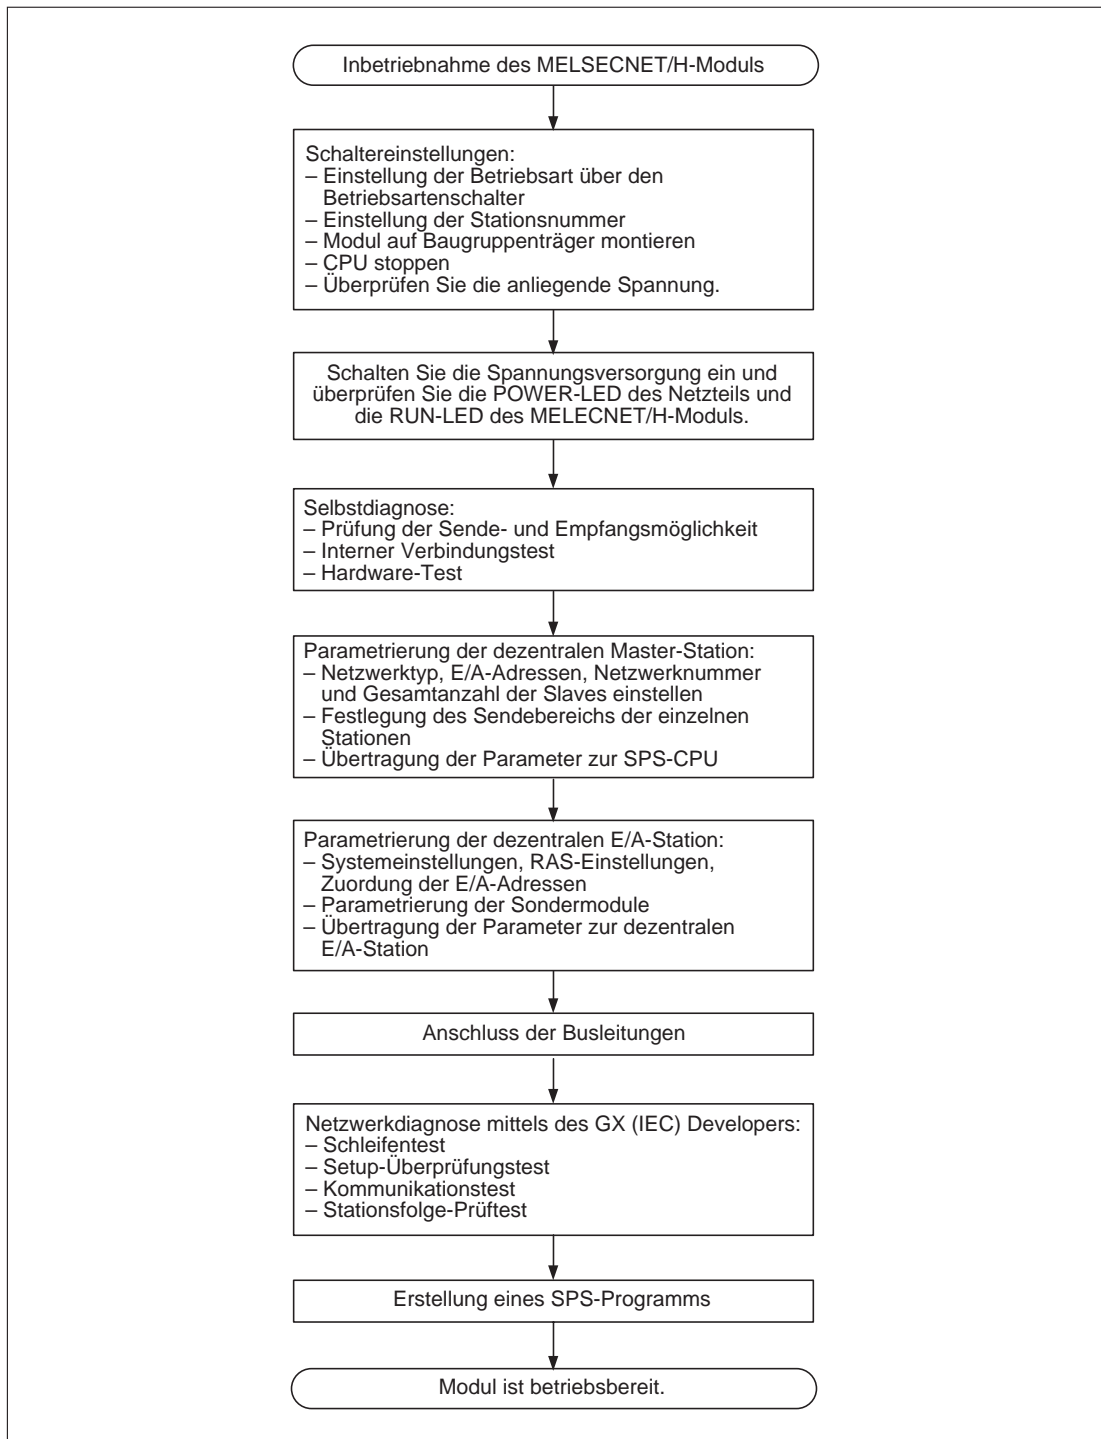 Inbetriebnahme des MELSECNET/H-Moduls
Schaltereinstellungen:
– Einstellung der Betriebsart über den
Betriebsartenschalter
– Einstellung der Stationsnummer
– Modul auf Baugruppenträger montieren
– CPU stoppen
– Überprüfen Sie die anliegende Spannung.
Schalten Sie die Spannungsversorgung ein und
überprüfen Sie die POWER-LED des Netzteils und
die RUN-LED des MELECNET/H-Moduls.
Selbstdiagnose:
– Prüfung der Sende- und Empfangsmöglichkeit
– Interner Verbindungstest
– Hardware-Test
Parametrierung der dezentralen Master-Station:
– Netzwerktyp, E/A-Adressen, Netzwerknummer
und Gesamtanzahl der Slaves einstellen
– Festlegung des Sendebereichs der einzelnen
Stationen
– Übertragung der Parameter zur SPS-CPU
Parametrierung der dezentralen E/A-Station:
– Systemeinstellungen, RAS-Einstellungen,
Zuordung der E/A-Adressen
– Parametrierung der Sondermodule
– Übertragung der Parameter zur dezentralen
E/A-Station
Anschluss der Busleitungen
Netzwerkdiagnose mittels des GX (IEC) Developers:
– Schleifentest
– Setup-Überprüfungstest
– Kommunikationstest
– Stationsfolge-Prüftest
Erstellung eines SPS-Programms
Modul ist betriebsbereit.